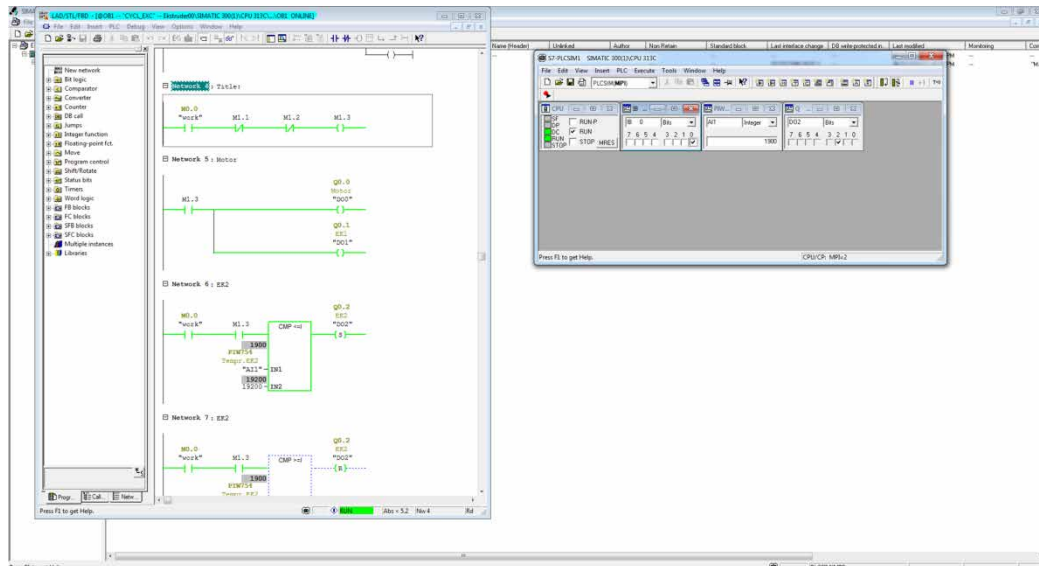 LAD/STL/FBD - [@OB1 -- "CYCL_EXC"
File Edit Insert PLC Debug View Options Window Help
New network
Bit logic
Comparator
Converter
Counter
DB call
Jumps
Integer function
Floating-point fct.
Move
Program control
Shift/Rotate
Status bits
Timers
Word logic
FB blocks
FC blocks
SFB blocks
SFC blocks
Multiple instances
Libraries
Progr... Call... Netw...
Network 4: Title:
M0.0
"work" M1.1 M1.2 M1.3
Network 5: Motor
Q0.0
Motor
M1.3 "DO0"
Q0.1
EK1
"DO1"
Network 6: EK2
M0.0
"work" M1.3 CMP <=I
Q0.2
EK2
"DO2"
S
1900
PIW754
Tempr.EK2
"AI1" IN1
19200
19200 IN2
Network 7: EK2
M0.0
"work" M1.3 CMP >=I
Q0.2
EK2
"DO2"
R
1900
PIW754
Tempr.EK2
Press F1 to get Help.
RUN Abs < 5.2 Nw 4 Rd
Name (Header) Unlinked Author Non Retain Standard block Last interface change DB write-protected in... Last modified Monitoring
S7-PLCSIM1 SIMATIC 300(1)\CPU 313C
File Edit View Insert PLC Execute Tools Window Help
PLCSIM(MPI)
CPU
SF
DP
DC
RUN
STOP
RUN-P
RUN
STOP MRES
IB 0 Bits
7 6 5 4 3 2 1 0
PIW...
AI1 Integer
1900
Q
DO2 Bits
7 6 5 4 3 2 1 0
Press F1 to get Help.
CPU/CP: MPI=2